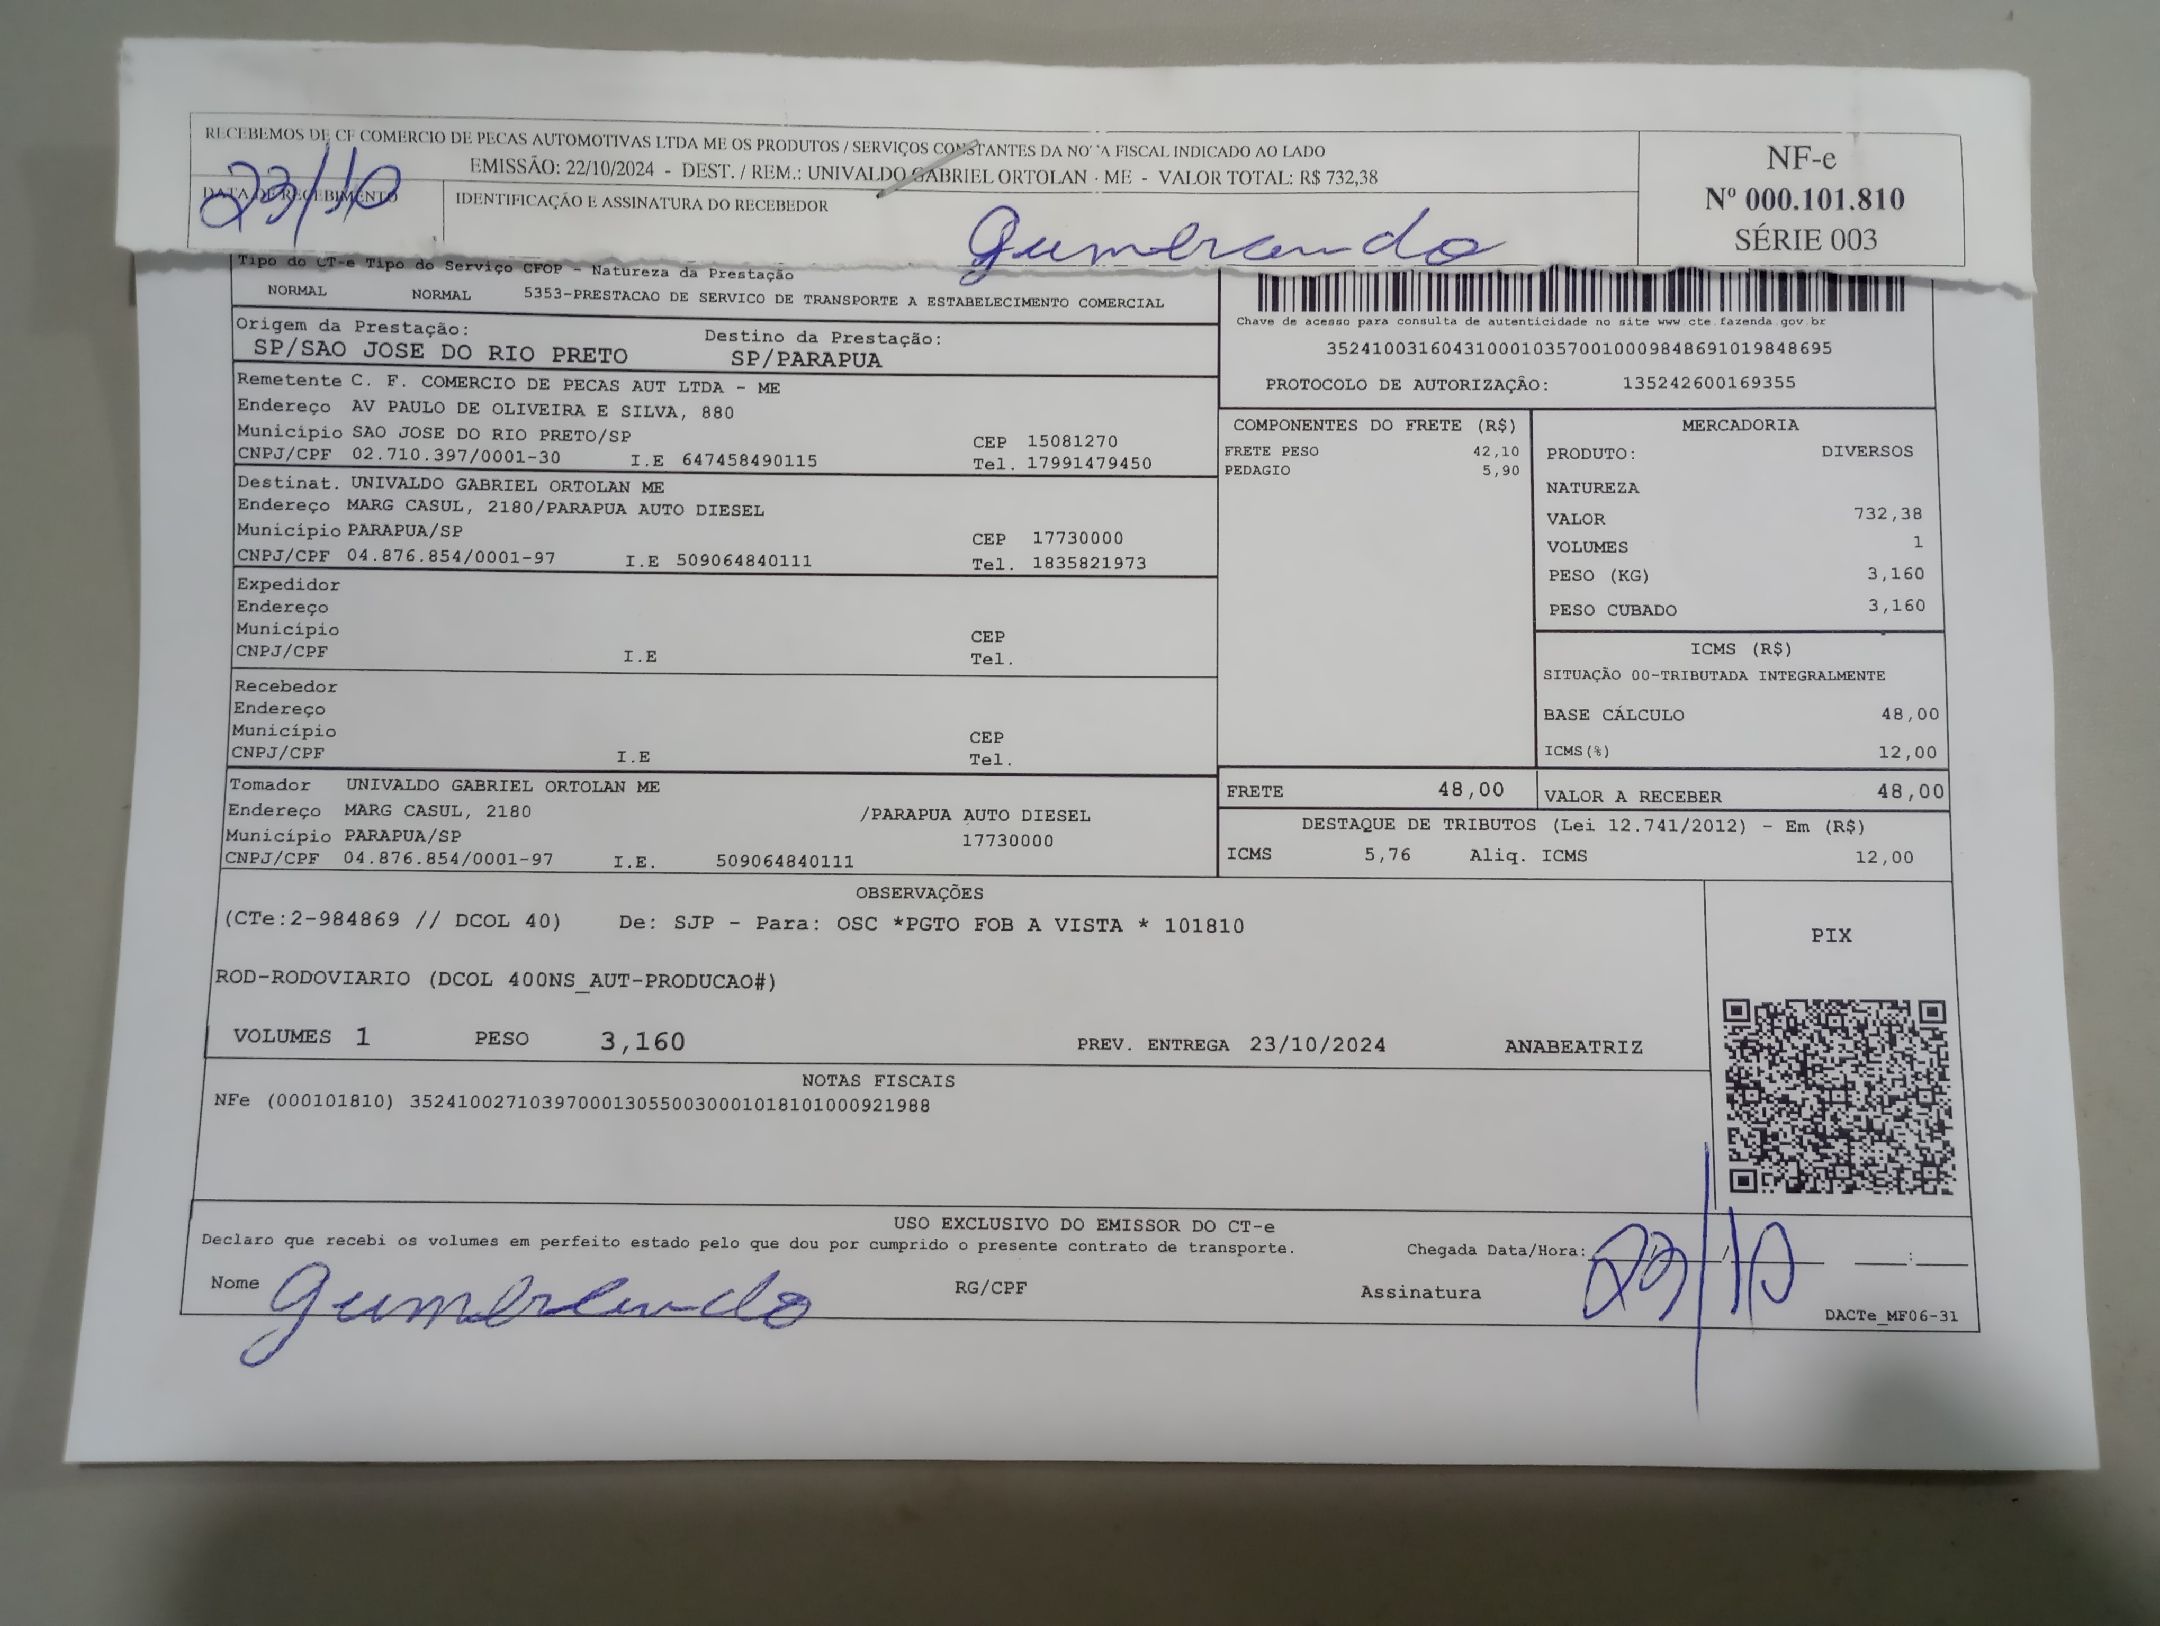 RECEBEMOS DE CF COMERCIO DE PECAS AUTOMOTIVAS LTDA ME OS PRODUTOS / SERVIÇOS CONSTANTES DA NOTA FISCAL INDICADO AO LADO
EMISSÃO: 22/10/2024 - DEST. / REM.: UNIVALDO GABRIEL ORTOLAN - ME - VALOR TOTAL: R$ 732,38
DATA DE RECEBIMENTO
23/10
IDENTIFICAÇÃO E ASSINATURA DO RECEBEDOR
NF-e
Nº 000.101.810
SÉRIE 003
Tipo do CT-e Tipo do Serviço CFOP - Natureza da Prestação
NORMAL NORMAL 5353-PRESTACAO DE SERVICO DE TRANSPORTE A ESTABELECIMENTO COMERCIAL
Origem da Prestação: Destino da Prestação:
SP/SAO JOSE DO RIO PRETO SP/PARAPUA
Chave de acesso para consulta de autenticidade no site www.cte.fazenda.gov.br
35241003160431000103570010009848691019848695
PROTOCOLO DE AUTORIZAÇÃO: 135242600169355
Remetente C. F. COMERCIO DE PECAS AUT LTDA - ME
Endereço AV PAULO DE OLIVEIRA E SILVA, 880
Municipio SAO JOSE DO RIO PRETO/SP CEP 15081270
CNPJ/CPF 02.710.397/0001-30 I.E 647458490115 Tel. 17991479450
Destinat. UNIVALDO GABRIEL ORTOLAN ME
Endereço MARG CASUL, 2180/PARAPUA AUTO DIESEL
Município PARAPUA/SP CEP 17730000
CNPJ/CPF 04.876.854/0001-97 I.E 509064840111 Tel. 1835821973
Expedidor
Endereço
Município CEP
CNPJ/CPF I.E Tel.
Recebedor
Endereço
Município CEP
CNPJ/CPF I.E Tel.
Tomador UNIVALDO GABRIEL ORTOLAN ME
Endereço MARG CASUL, 2180 /PARAPUA AUTO DIESEL
Município PARAPUA/SP 17730000
CNPJ/CPF 04.876.854/0001-97 I.E. 509064840111
COMPONENTES DO FRETE (R$)
FRETE PESO 42,10
PEDAGIO 5,90
MERCADORIA
PRODUTO: DIVERSOS
NATUREZA
VALOR 732,38
VOLUMES 1
PESO (KG) 3,160
PESO CUBADO 3,160
ICMS (R$)
SITUAÇÃO 00-TRIBUTADA INTEGRALMENTE
BASE CÁLCULO 48,00
ICMS(%) 12,00
FRETE 48,00 VALOR A RECEBER 48,00
DESTAQUE DE TRIBUTOS (Lei 12.741/2012) - Em (R$)
ICMS 5,76 Aliq. ICMS 12,00
OBSERVAÇÕES
(CTe:2-984869 // DCOL 40) De: SJP - Para: OSC *PGTO FOB A VISTA * 101810
ROD-RODOVIARIO (DCOL 400NS_AUT-PRODUCAO#)
VOLUMES 1 PESO 3,160 PREV. ENTREGA 23/10/2024 ANABEATRIZ
PIX
NOTAS FISCAIS
NFe (000101810) 35241002710397000130550030001018101000921988
USO EXCLUSIVO DO EMISSOR DO CT-e
Declaro que recebi os volumes em perfeito estado pelo que dou por cumprido o presente contrato de transporte.
Chegada Data/Hora: 23/10
Nome RG/CPF Assinatura
DACTe_MF06-31